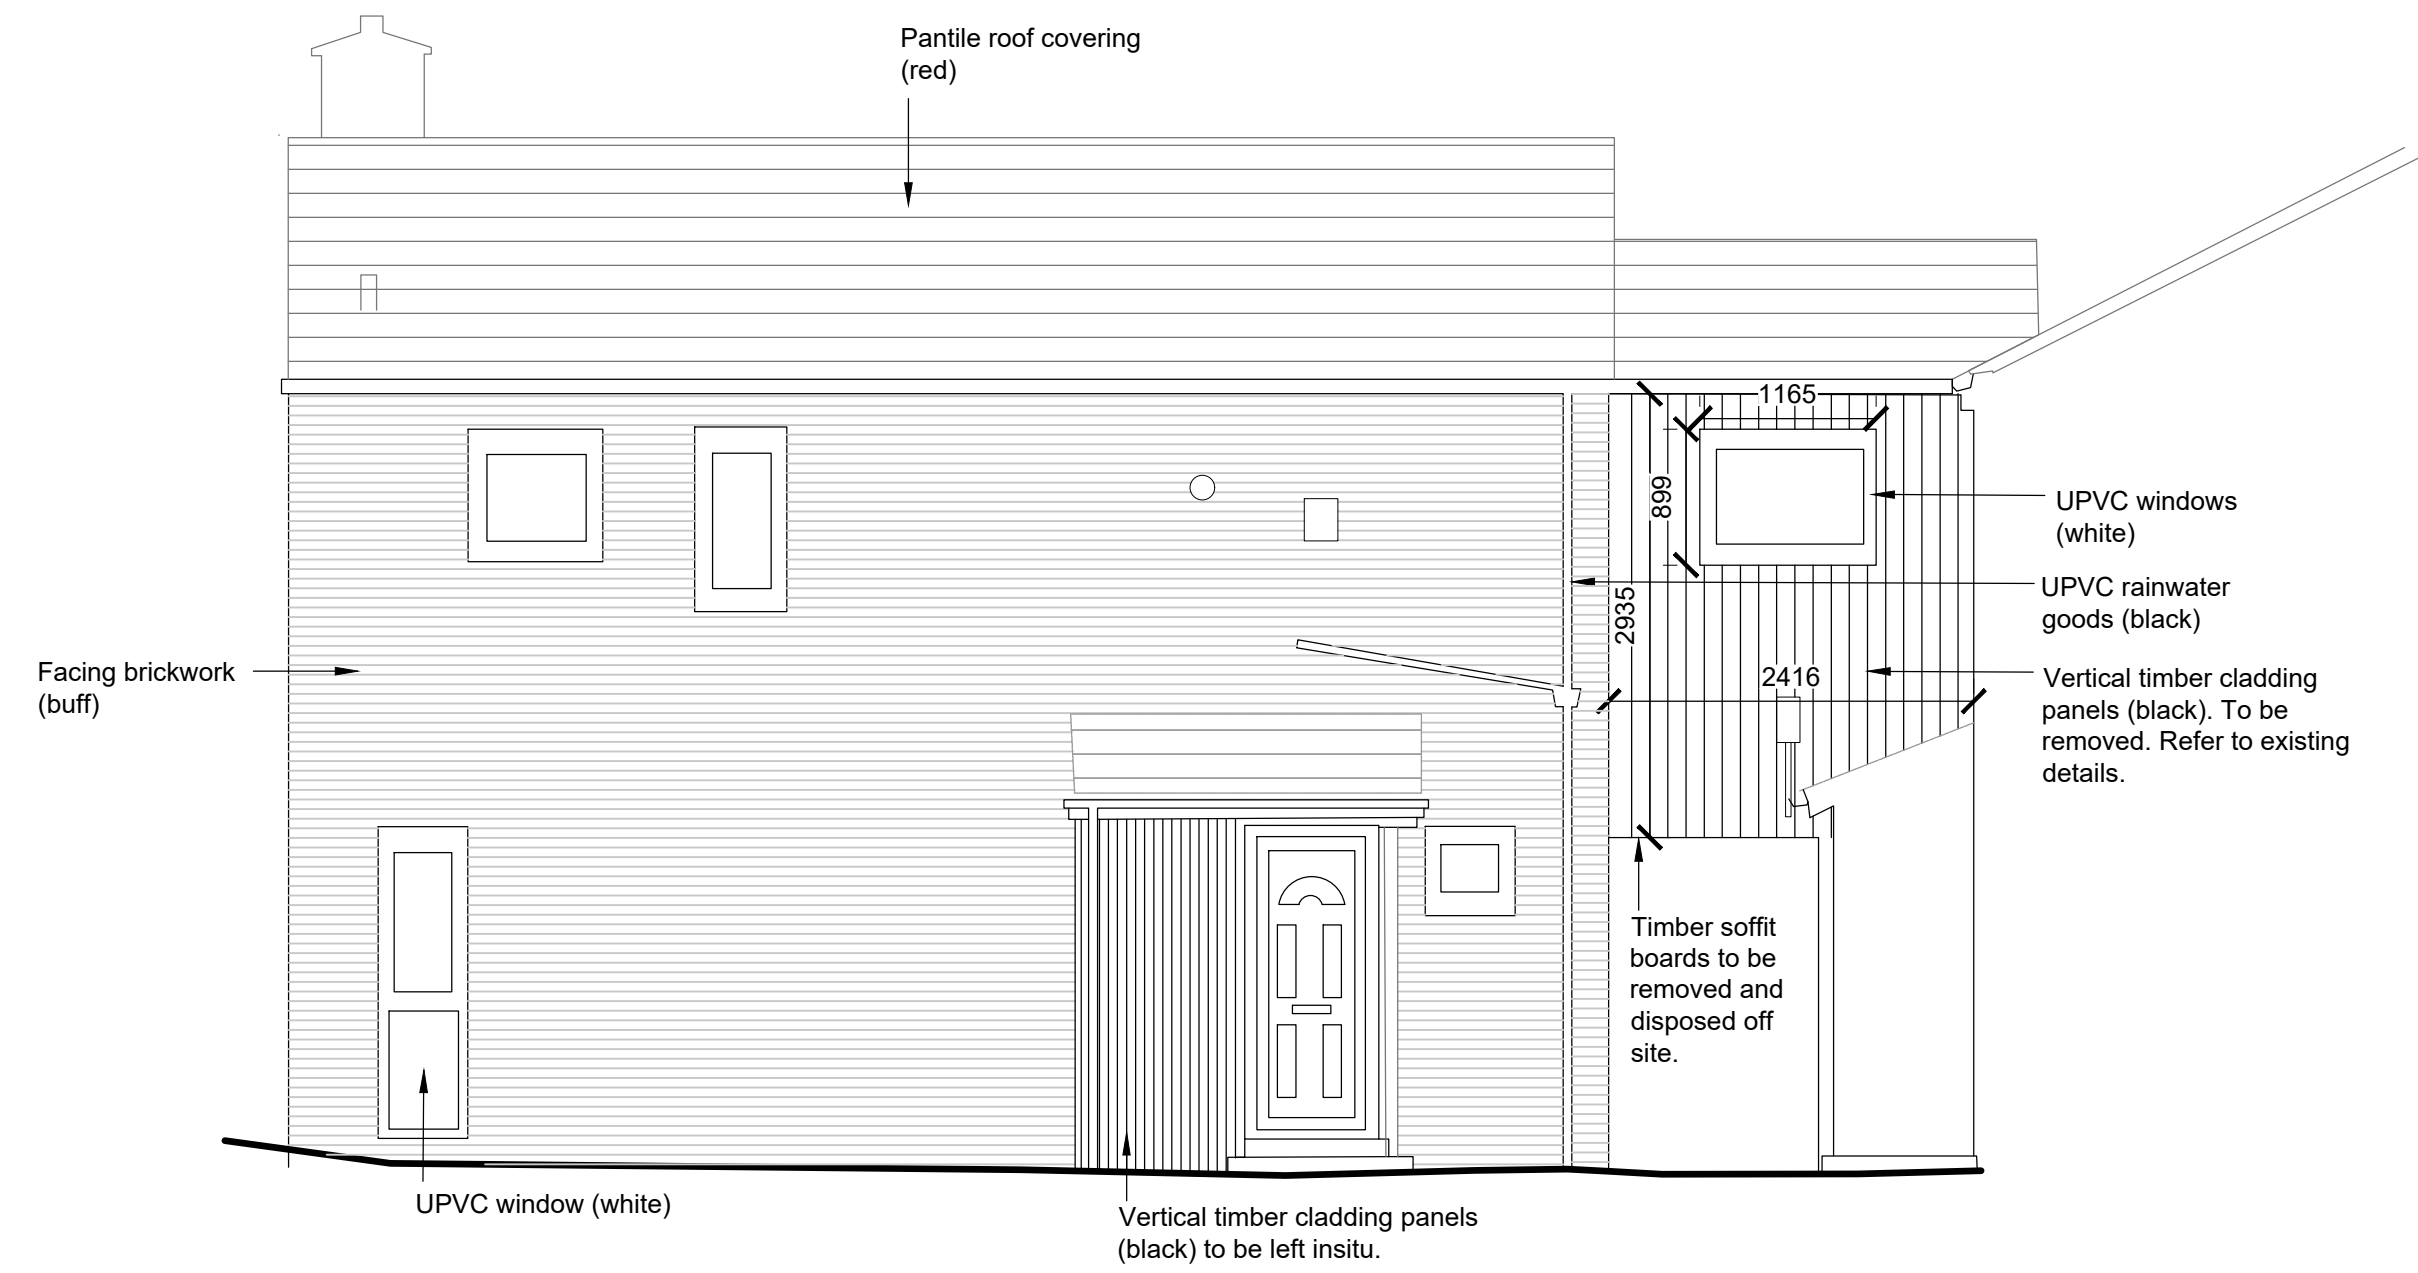 Pantile roof covering
(red)
1165
899
UPVC windows
(white)
UPVC rainwater
goods (black)
2935
Facing brickwork
(buff)
2416
Vertical timber cladding
panels (black). To be
removed. Refer to existing
details.
Timber soffit
boards to be
removed and
disposed off
site.
UPVC window (white)
Vertical timber cladding panels
(black) to be left insitu.